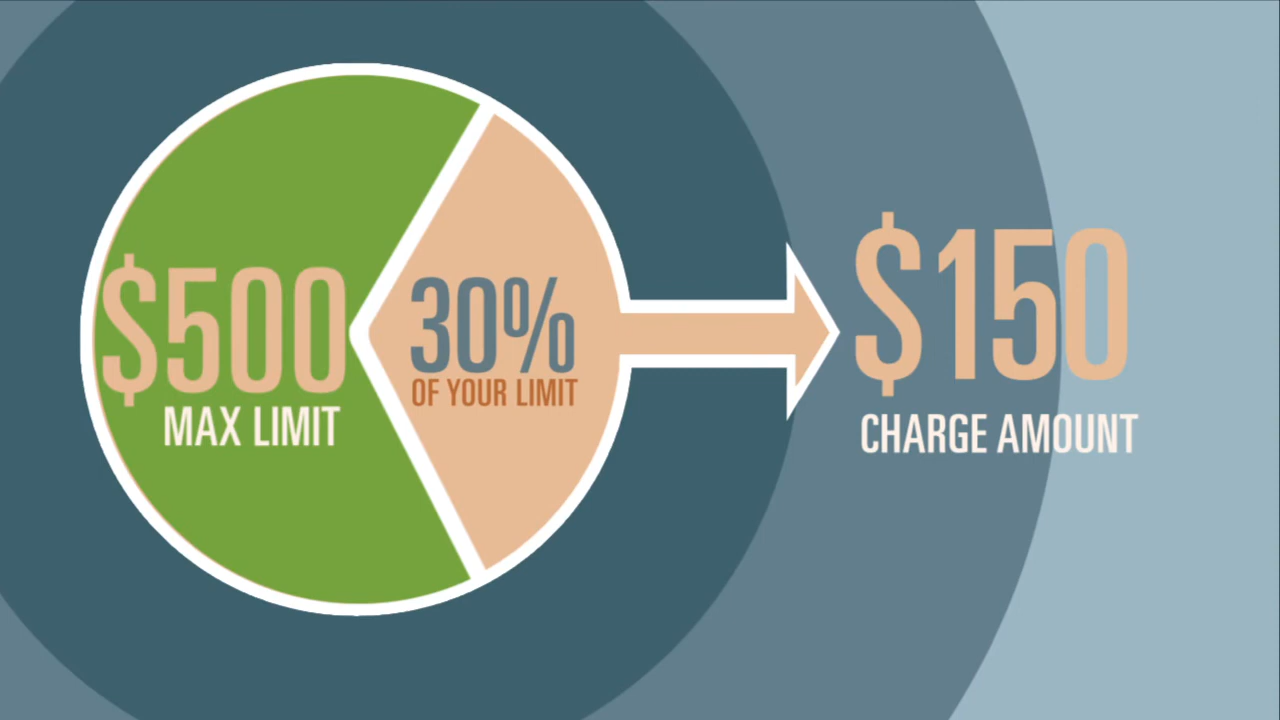 $500
MAX LIMIT
30%
OF YOUR LIMIT
$150
CHARGE AMOUNT